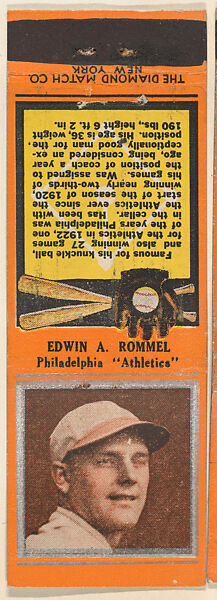 THE DIAMOND MATCH CO.
NEW YORK
Famous for his knuckle ball,
and also winning 27 games
for the Athletics in 1922, one
of the years Philadelphia was
in the cellar. Has been with
the Athletics ever since the
start of the season of 1920,
winning nearly two-thirds of
his games. Was assigned to
the position of coach a year
ago, being considered an ex-
ceptionally good man for the
position. His age is 36, weight
190 lbs., height 6 ft. 2 in.
EDWIN A. ROMMEL
Philadelphia "Athletics"